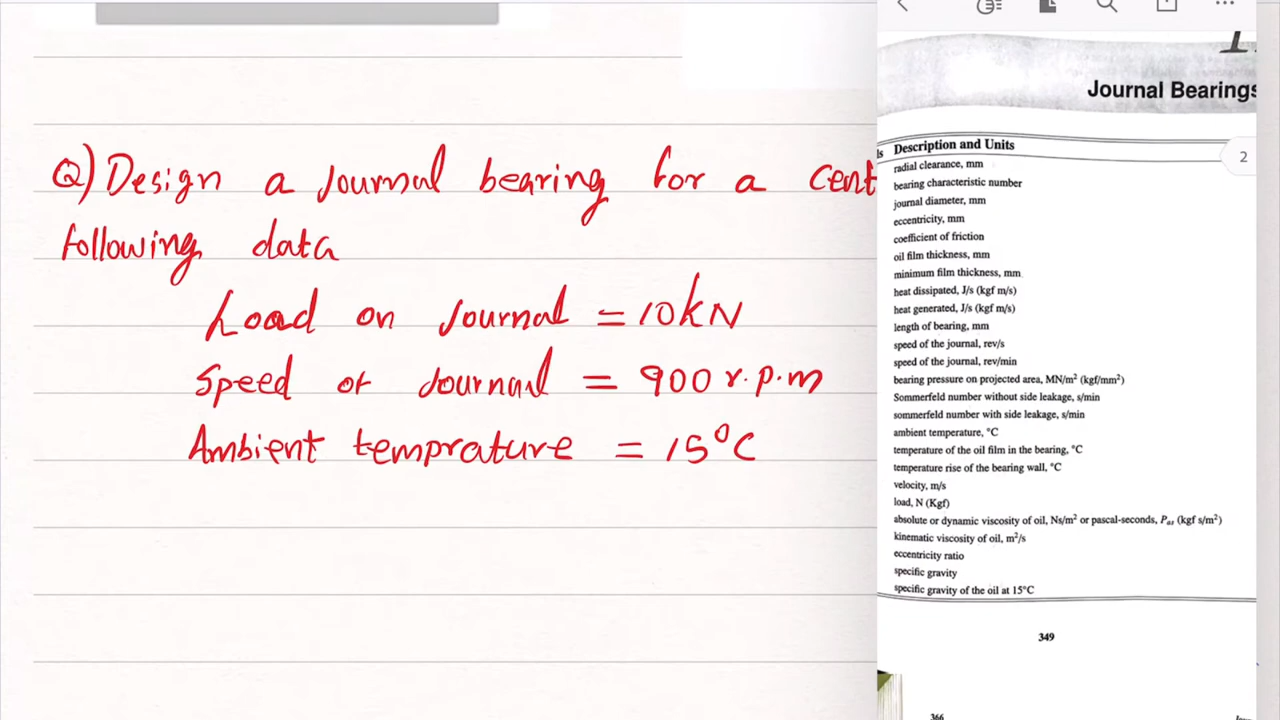 Q) Design a Journal bearing for a cent
following data
Load on Journal = 10kN
Speed of Journal = 900 r.p.m
Ambient temprature = 15°C
Journal Bearings
ls Description and Units
2
radial clearance, mm
bearing characteristic number
journal diameter, mm
eccentricity, mm
coefficient of friction
oil film thickness, mm
minimum film thickness, mm
heat dissipated, J/s (kgf m/s)
heat generated, J/s (kgf m/s)
length of bearing, mm
speed of the journal, rev/s
speed of the journal, rev/min
bearing pressure on projected area, MN/m² (kgf/mm²)
Sommerfeld number without side leakage, s/min
sommerfeld number with side leakage, s/min
ambient temperature, °C
temperature of the oil film in the bearing, °C
temperature rise of the bearing wall, °C
velocity, m/s
load, N (Kgf)
absolute or dynamic viscosity of oil, Ns/m² or pascal-seconds, Pas (kgf s/m²)
kinematic viscosity of oil, m²/s
eccentricity ratio
specific gravity
specific gravity of the oil at 15°C
349
366